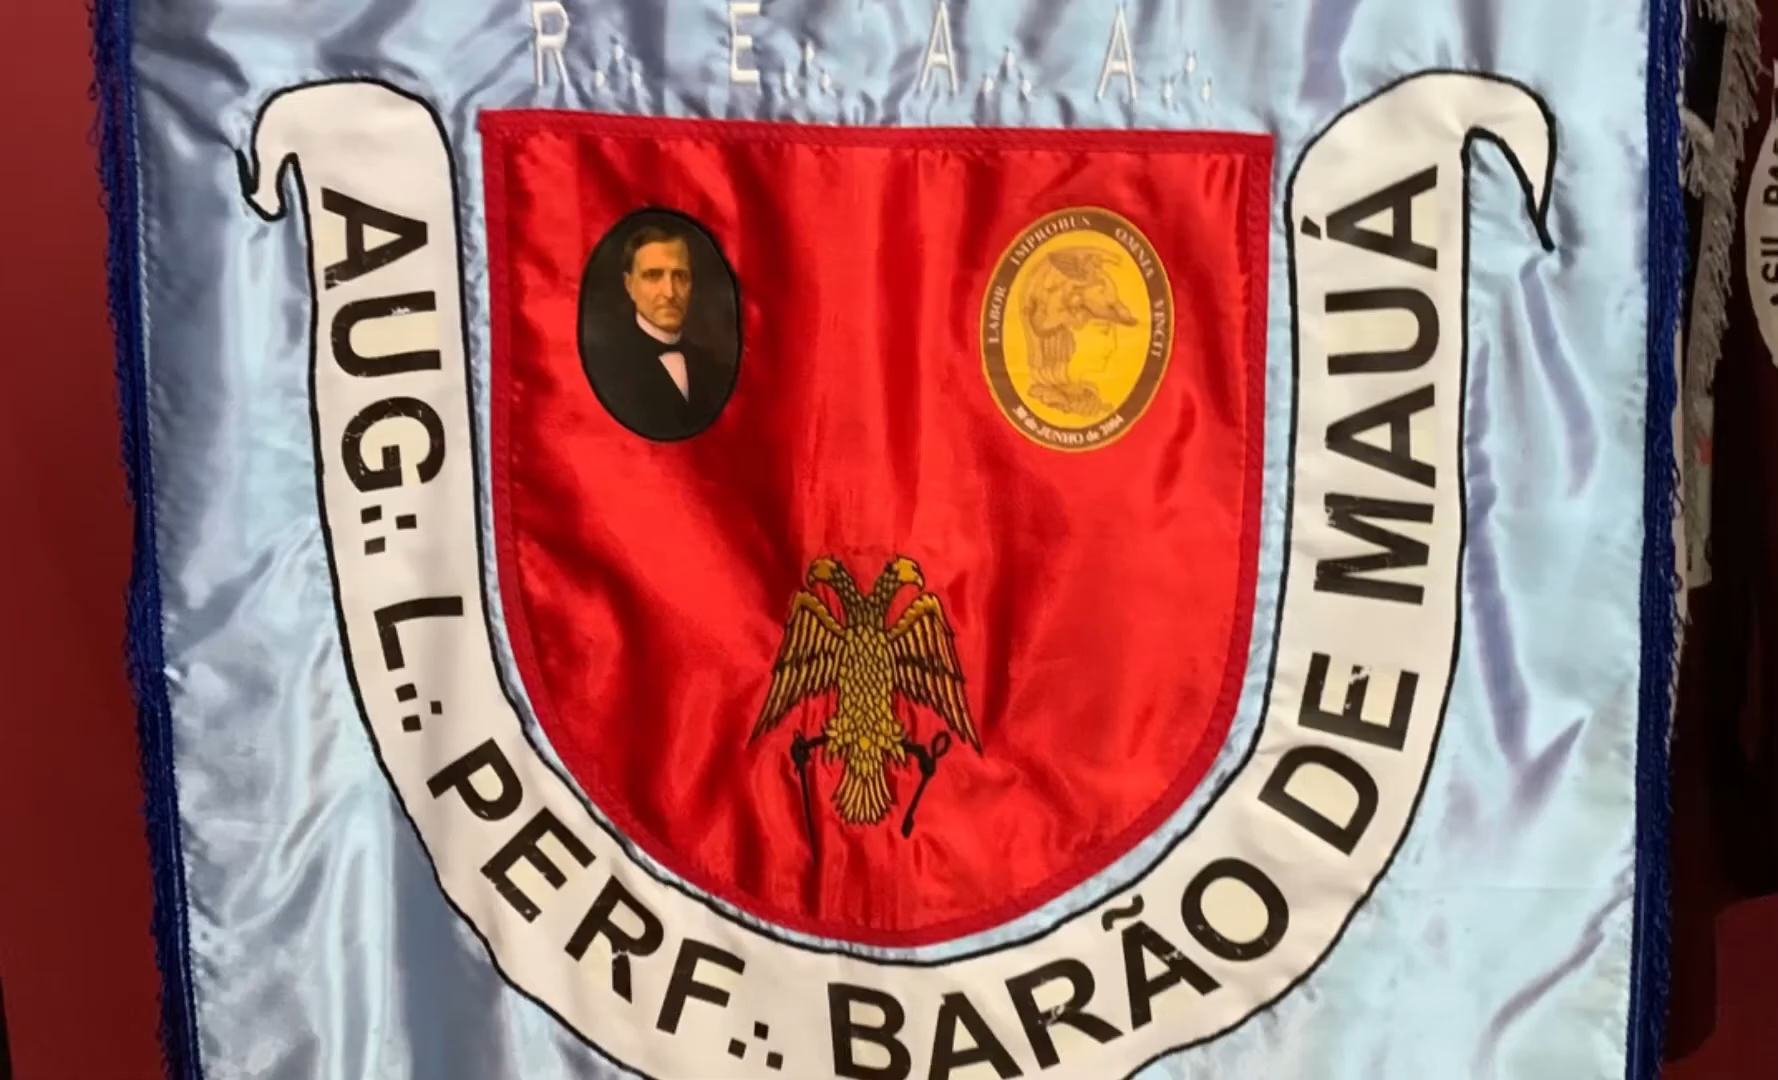 R∴ E∴ A∴ A∴
AUG∴ L∴ PERF∴ BARÃO DE MAUÁ
LABOR IMPROBUS OMNIA VINCIT
30 de JUNHO de 2004